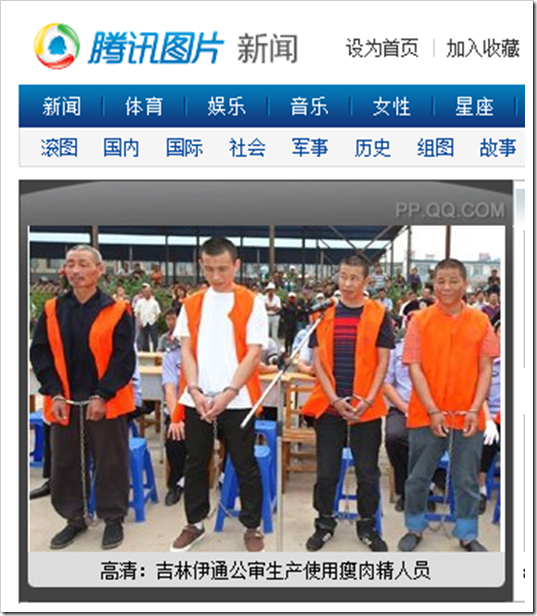 腾讯图片 新闻 设为首页 | 加入收藏
新闻 | 体育 | 娱乐 | 音乐 | 女性 | 星座
滚图 国内 国际 社会 军事 历史 组图 故事
PP.QQ.COM
高清：吉林伊通公审生产使用瘦肉精人员